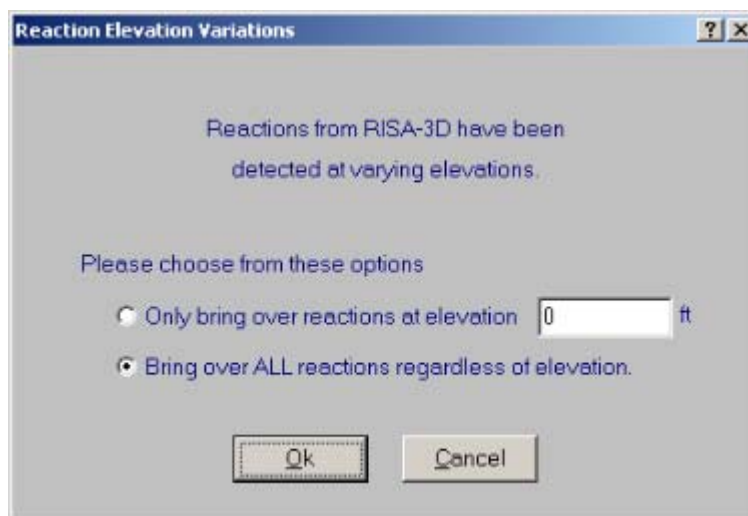 Reaction Elevation Variations
Reactions from RISA-3D have been
detected at varying elevations.
Please choose from these options
Only bring over reactions at elevation 0 ft
Bring over ALL reactions regardless of elevation.
Ok Cancel